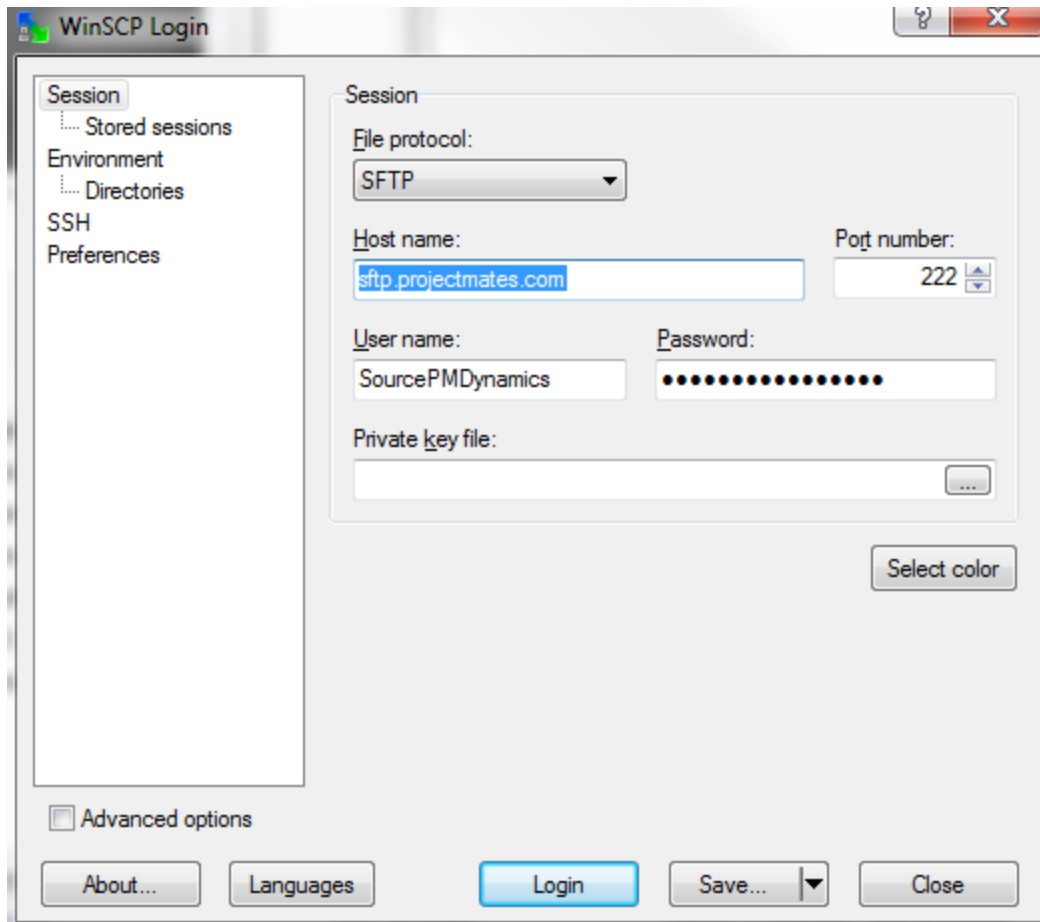 WinSCP Login
Session
Stored sessions
Environment
Directories
SSH
Preferences
Session
File protocol:
SFTP
Host name:
Port number:
sftp.projectmates.com
222
User name:
Password:
SourcePMDynamics
••••••••••••••••
Private key file:
...
Select color
Advanced options
About...
Languages
Login
Save...
Close